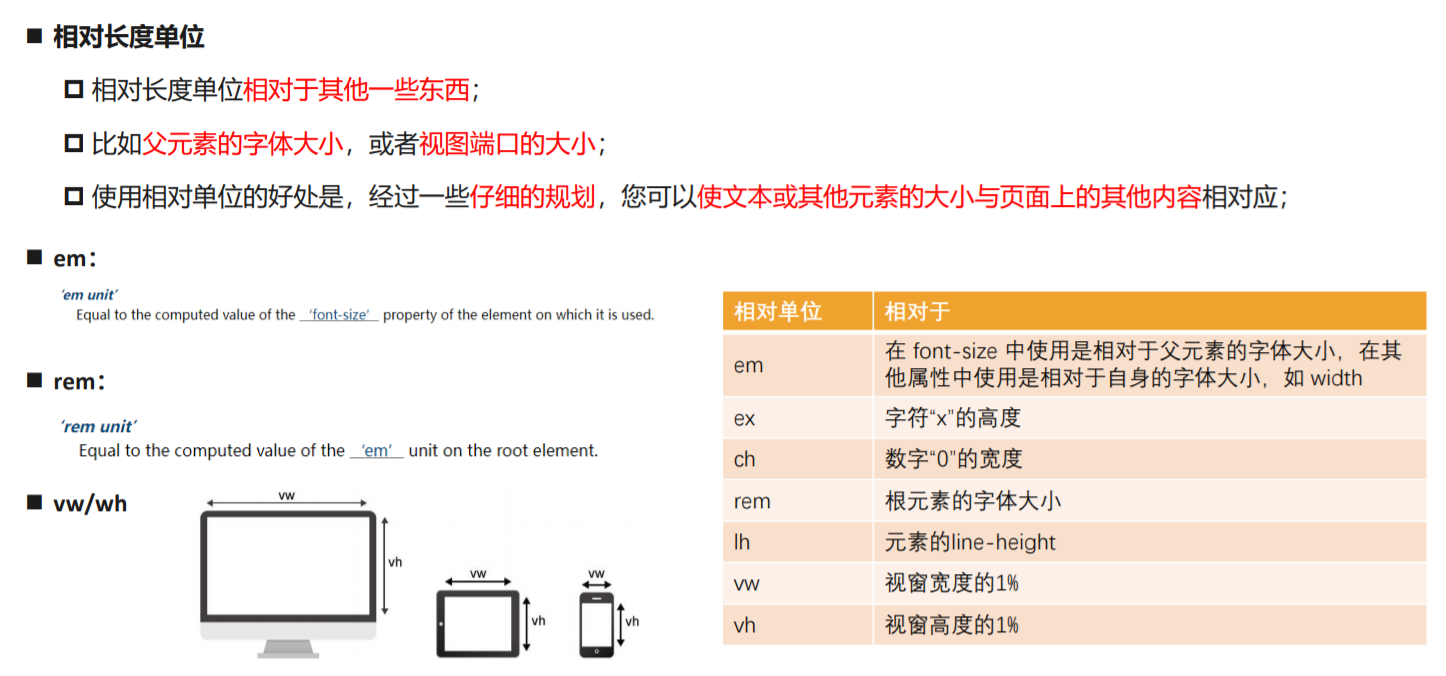 相对长度单位
相对长度单位相对于其他一些东西；
比如父元素的字体大小，或者视图端口的大小；
使用相对单位的好处是，经过一些仔细的规划，您可以使文本或其他元素的大小与页面上的其他内容相对应；
em：
‘em unit’
Equal to the computed value of the ‘font-size’ property of the element on which it is used.
rem：
‘rem unit’
Equal to the computed value of the ‘em’ unit on the root element.
vw/wh
vw
vh
vw
vh
vw
vh
相对单位 相对于
em 在 font-size 中使用是相对于父元素的字体大小，在其
他属性中使用是相对于自身的字体大小，如 width
ex 字符“x”的高度
ch 数字“0”的宽度
rem 根元素的字体大小
lh 元素的line-height
vw 视窗宽度的1%
vh 视窗高度的1%